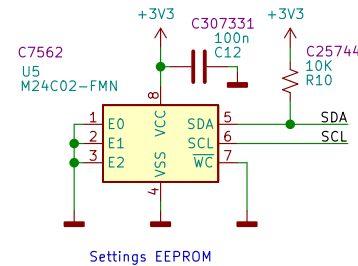 +3V3
+3V3
C307331
100n
C12
C7562
U5
M24C02-FMN
C25744
10K
R10
8
VCC
1 E0
2 E1
3 E2
SDA 5
SCL 6
WC 7
VSS
4
SDA
SCL
Settings EEPROM